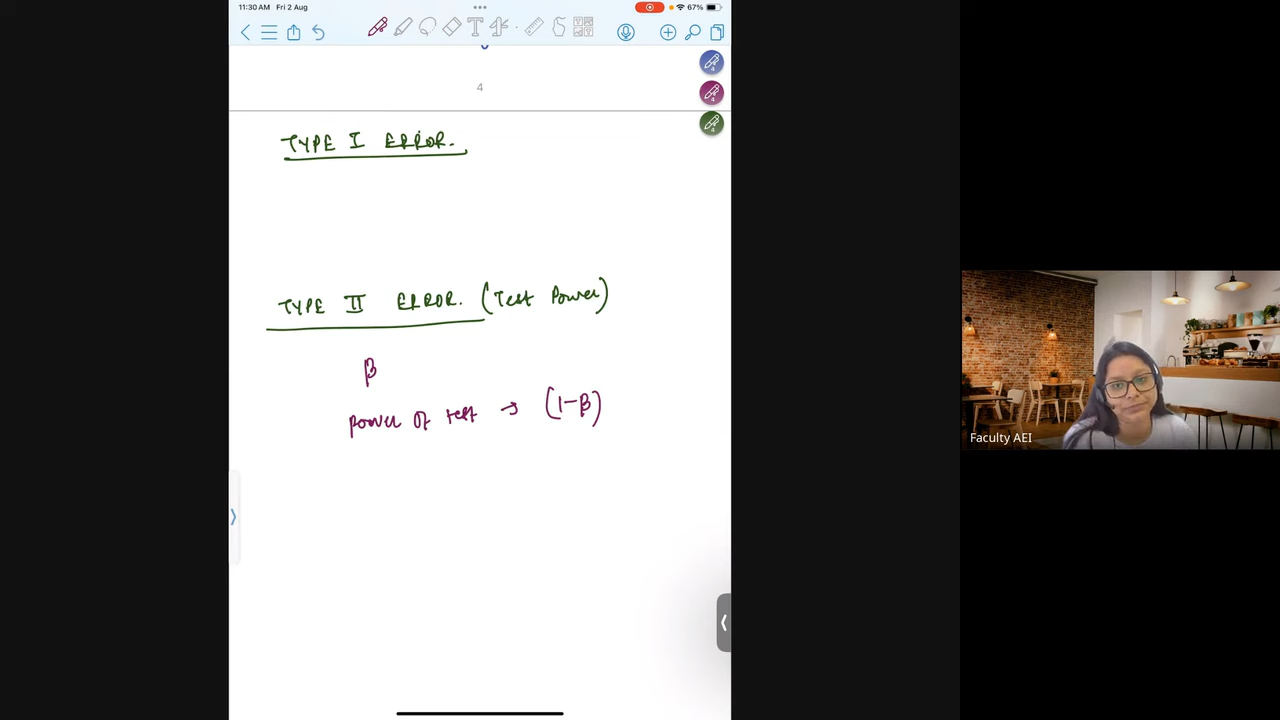 11:30 AM Fri 2 Aug
67%
4
TYPE I ERROR.
TYPE II ERROR. (Test Power)
β
power of test → (1-β)
Faculty AEI